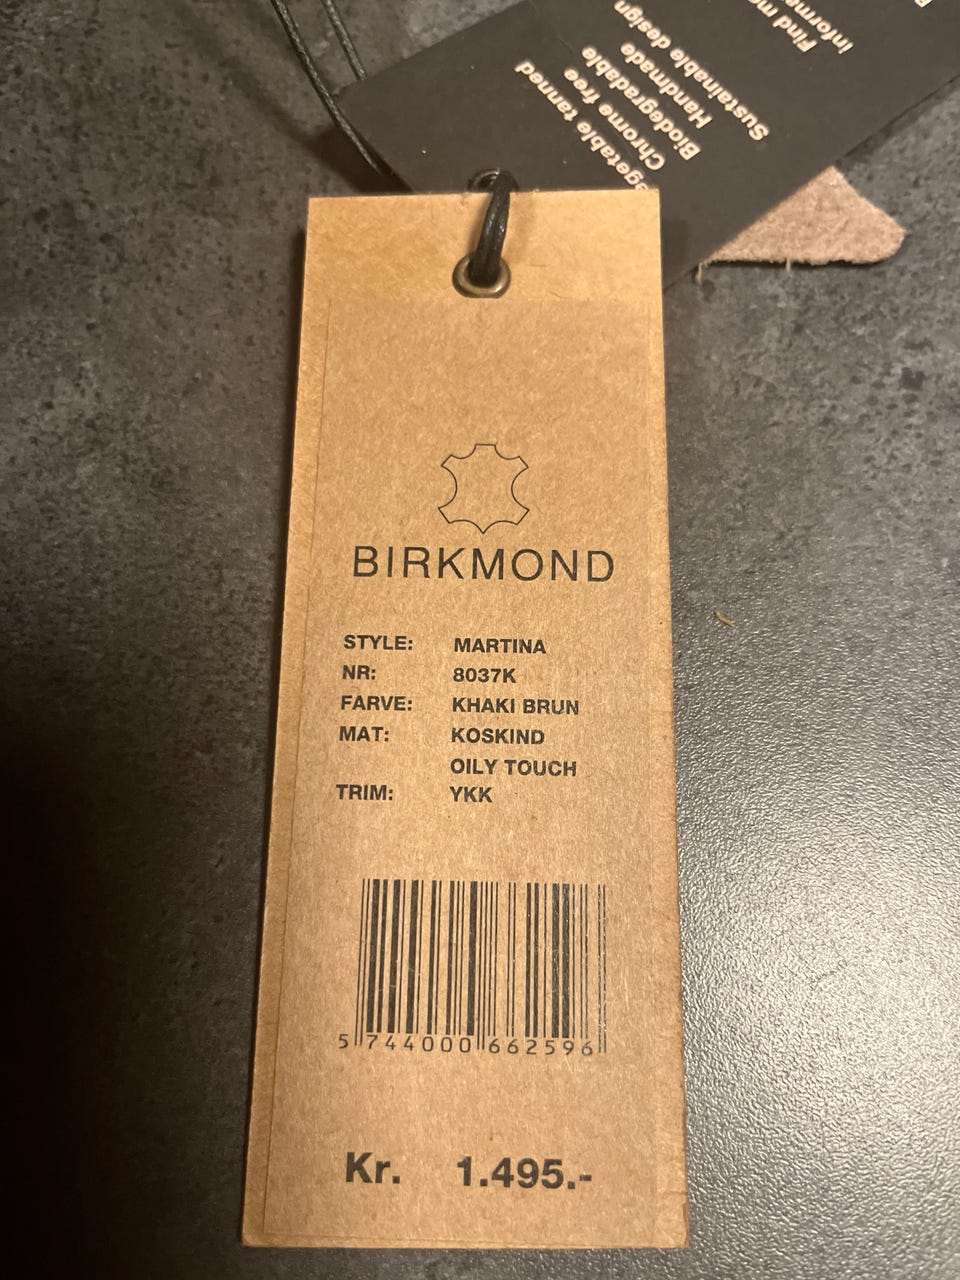 Vegetable tanned
Chrome free
Biodegradable
Handmade
Sustainable design
Find
BIRKMOND
STYLE: MARTINA
NR: 8037K
FARVE: KHAKI BRUN
MAT: KOSKIND
OILY TOUCH
TRIM: YKK
5 744000 662596
Kr. 1.495.-